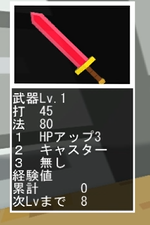 武器Lv.1
打 45
法 80
1 HPアップ3
2 キャスター
3 無し
経験値
累計 0
次Lvまで 8